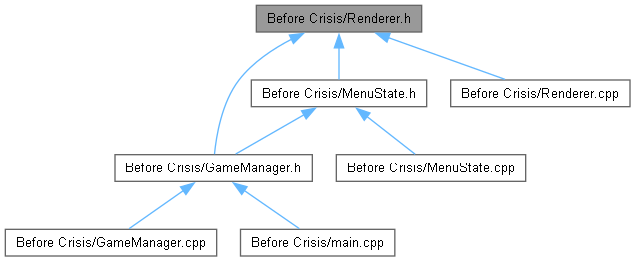 Before Crisis/Renderer.h
Before Crisis/MenuState.h
Before Crisis/Renderer.cpp
Before Crisis/GameManager.h
Before Crisis/MenuState.cpp
Before Crisis/GameManager.cpp
Before Crisis/main.cpp